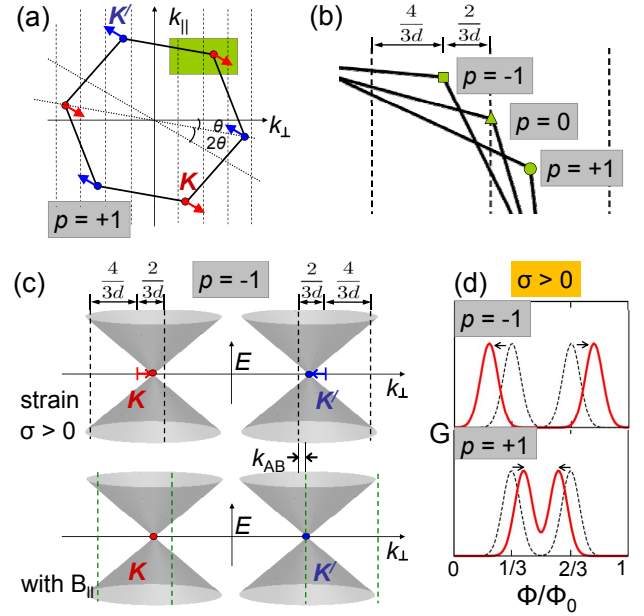 (a)
K′
k∥
θ
2θ
k⊥
K
p = +1
(b)
4/3d
2/3d
p = -1
p = 0
p = +1
(c)
4/3d
2/3d
p = -1
2/3d
4/3d
E
K
K′
k⊥
strain
σ > 0
kAB
E
K
K′
k⊥
with B∥
(d)
σ > 0
p = -1
G
p = +1
0
1/3
2/3
1
Φ/Φ0